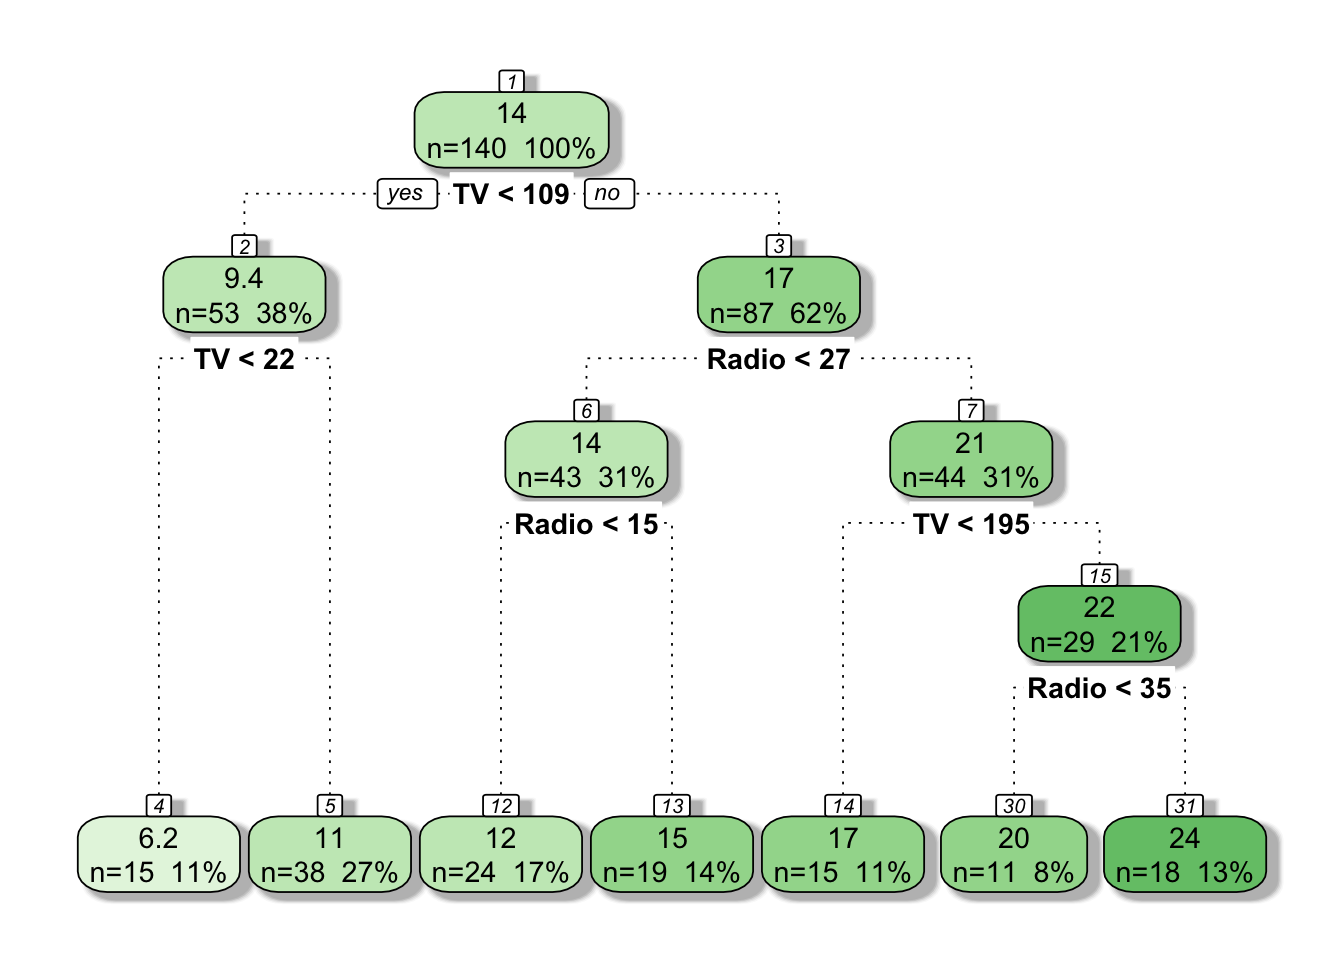 1
14
n=140 100%
yes TV < 109 no
2
9.4
n=53 38%
3
17
n=87 62%
TV < 22
Radio < 27
6
14
n=43 31%
7
21
n=44 31%
Radio < 15
TV < 195
15
22
n=29 21%
Radio < 35
4
6.2
n=15 11%
5
11
n=38 27%
12
12
n=24 17%
13
15
n=19 14%
14
17
n=15 11%
30
20
n=11 8%
31
24
n=18 13%